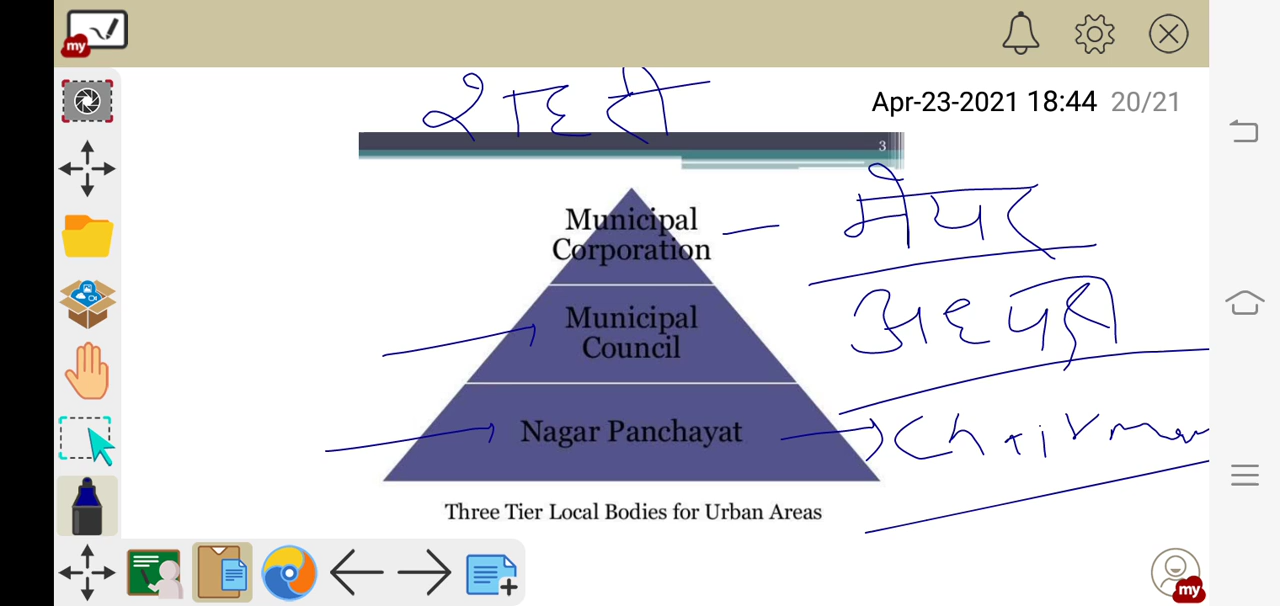 my
Apr-23-2021 18:44 20/21
शहरी
3
Municipal
Corporation
मेयर
Municipal
Council
अध्यक्ष
Nagar Panchayat
Chairman
Three Tier Local Bodies for Urban Areas
my